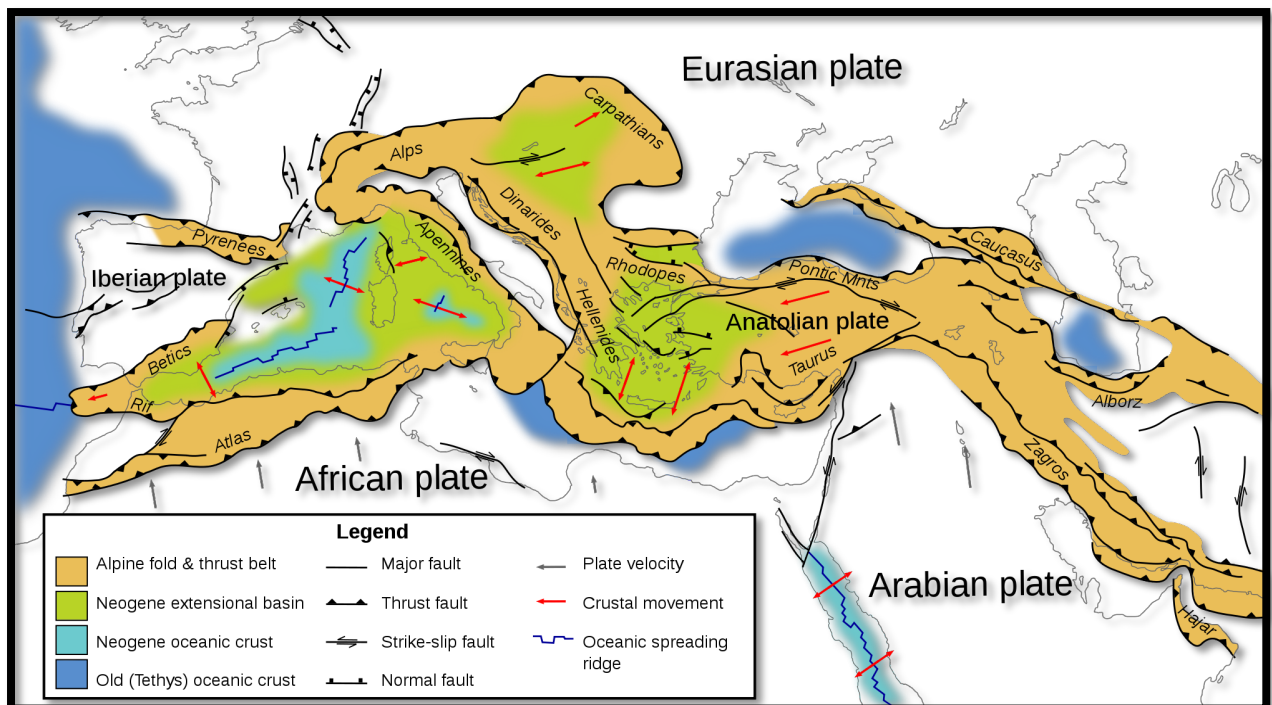 Eurasian plate
Carpathians
Alps
Dinarides
Pyrenees
Apennines
Caucasus
Iberian plate
Rhodopes
Pontic Mnts
Hellenides
Anatolian plate
Betics
Taurus
Rif
Alborz
Atlas
Zagros
African plate
Arabian plate
Hajar
Legend
Alpine fold & thrust belt
Neogene extensional basin
Neogene oceanic crust
Old (Tethys) oceanic crust
Major fault
Thrust fault
Strike-slip fault
Normal fault
Plate velocity
Crustal movement
Oceanic spreading
ridge